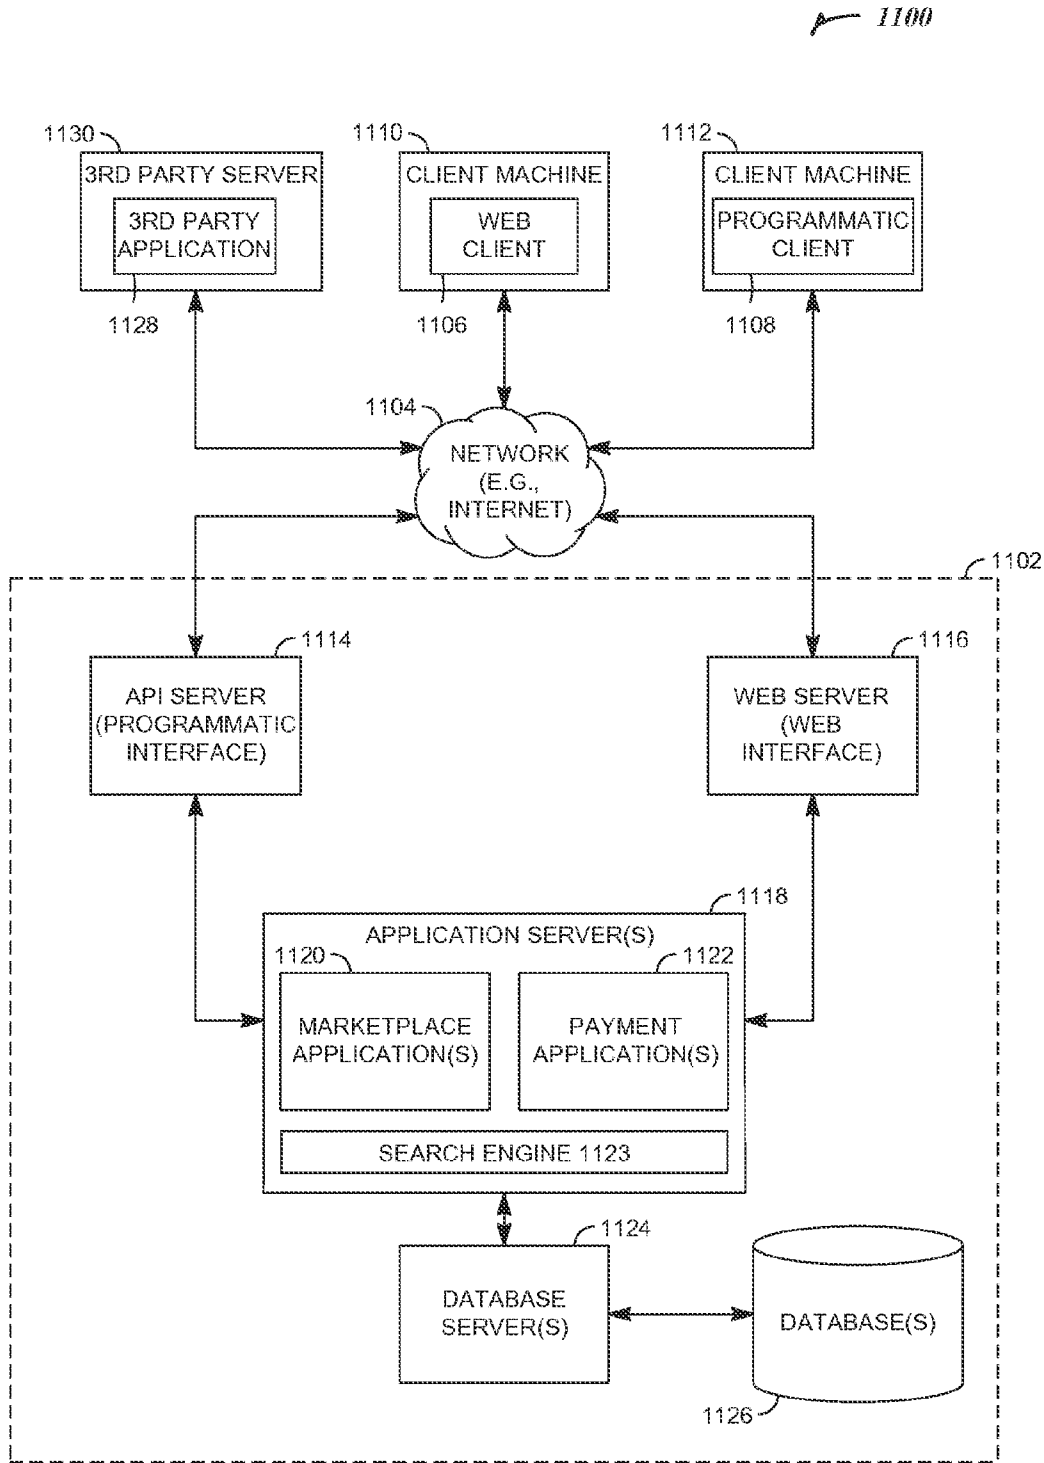 1100
1130
1110
1112
3RD PARTY SERVER
3RD PARTY
APPLICATION
1128
CLIENT MACHINE
WEB
CLIENT
1106
CLIENT MACHINE
PROGRAMMATIC
CLIENT
1108
1104
NETWORK
(E.G.,
INTERNET)
1102
1114
API SERVER
(PROGRAMMATIC
INTERFACE)
1116
WEB SERVER
(WEB
INTERFACE)
1118
APPLICATION SERVER(S)
1120
MARKETPLACE
APPLICATION(S)
1122
PAYMENT
APPLICATION(S)
SEARCH ENGINE 1123
1124
DATABASE
SERVER(S)
DATABASE(S)
1126